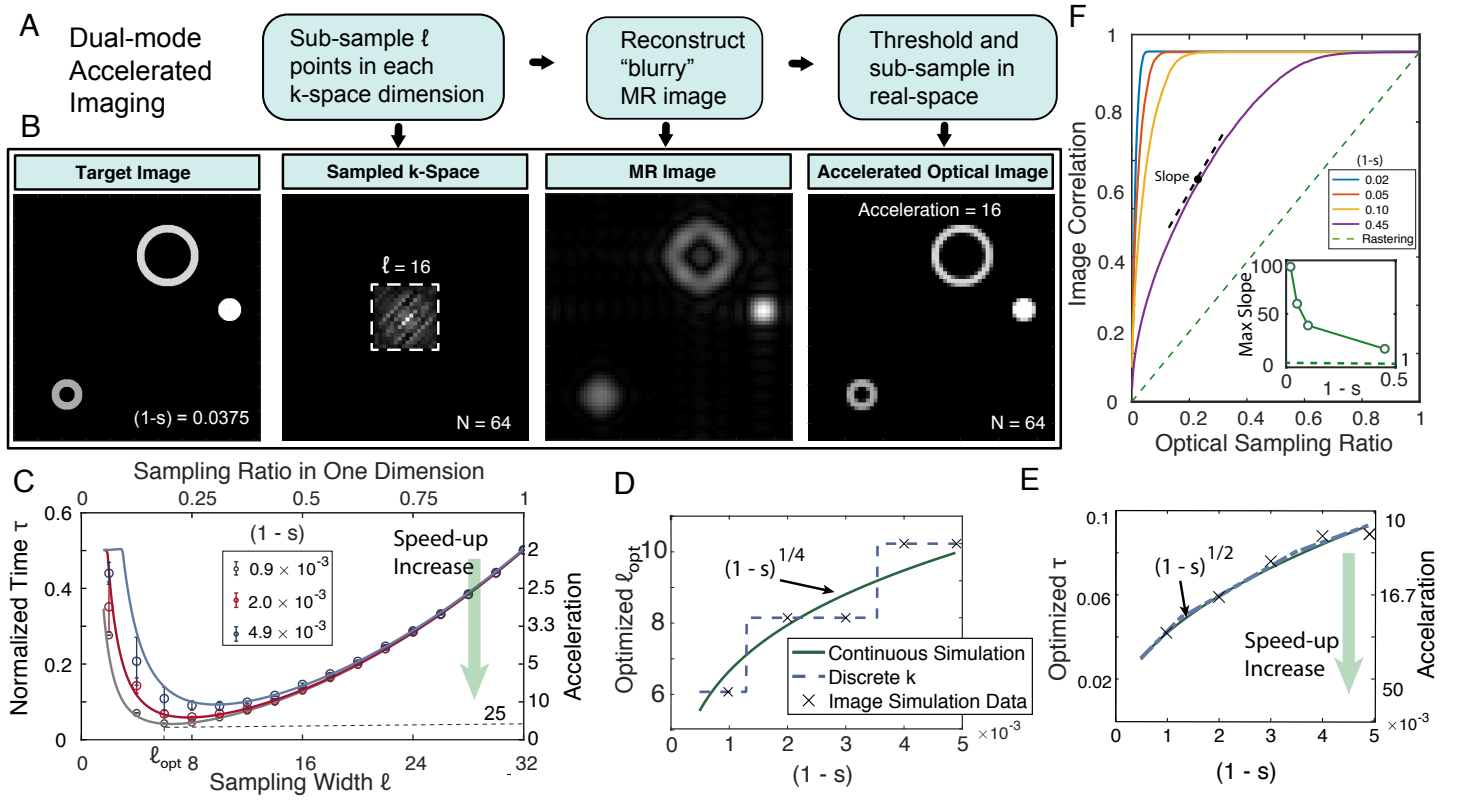 A
Dual-mode
Accelerated
Imaging
Sub-sample ℓ
points in each
k-space dimension
Reconstruct
“blurry”
MR image
Threshold and
sub-sample in
real-space
B
Target Image
Sampled k-Space
MR Image
Accelerated Optical Image
(1-s) = 0.0375
ℓ = 16
N = 64
Acceleration = 16
N = 64
C
Sampling Ratio in One Dimension
0
0.25
0.5
0.75
1
Normalized Time τ
0.6
0.4
0.2
0
(1 - s)
0.9 × 10⁻³
2.0 × 10⁻³
4.9 × 10⁻³
Speed-up
Increase
2
2.5
3.3
5
10
25
0
Acceleration
0
ℓopt
8
16
24
32
Sampling Width ℓ
D
Optimized ℓopt
10
8
6
(1 - s)^1/4
Continuous Simulation
Discrete k
Image Simulation Data
0
1
2
3
4
5
×10⁻³
(1 - s)
E
Optimized τ
0.1
0.06
0.02
(1 - s)^1/2
Speed-up
Increase
10
16.7
50
Acceleration
0
1
2
3
4
5
×10⁻³
(1 - s)
F
Image Correlation
1
0.8
0.6
0.4
0.2
0
Slope
(1-s)
0.02
0.05
0.10
0.45
Rastering
Max Slope
100
50
0
1
0
0.5
1 - s
0
0.2
0.4
0.6
0.8
1
Optical Sampling Ratio